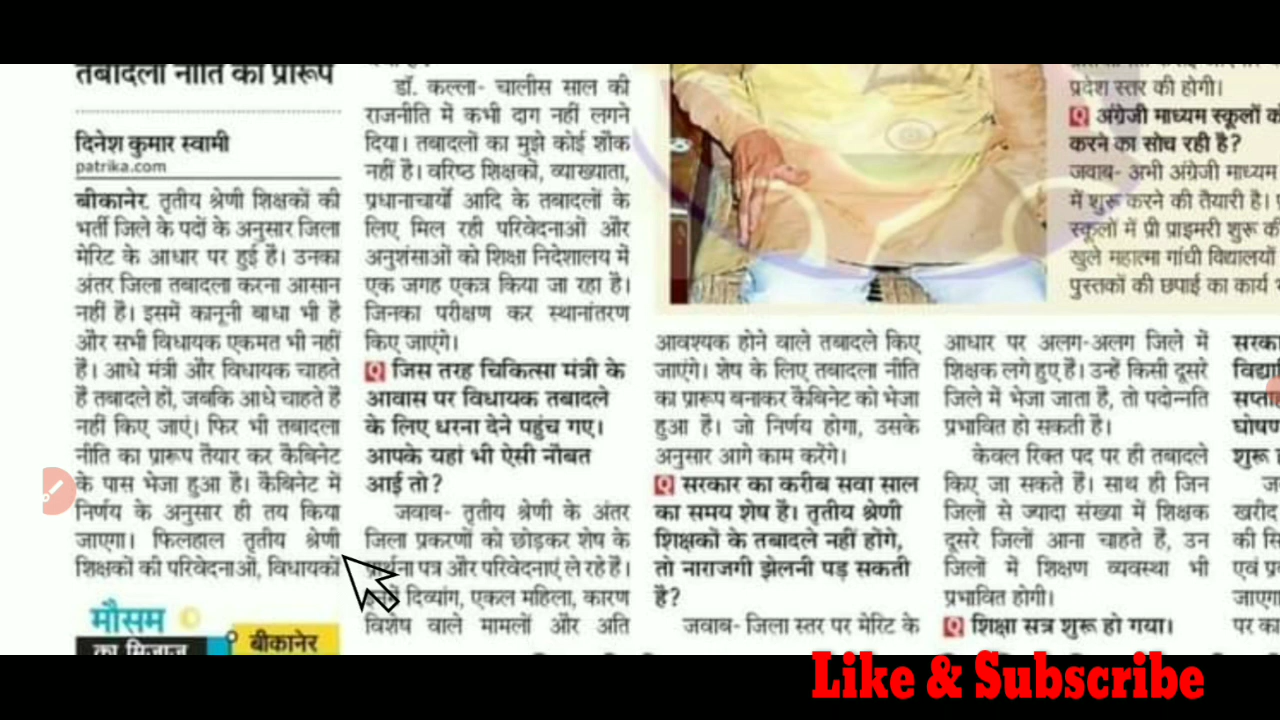 तबादला नीति का प्रारूप
दिनेश कुमार स्वामी
patrika.com
बीकानेर. तृतीय श्रेणी शिक्षकों की
भर्ती जिले के पदों के अनुसार जिला
मेरिट के आधार पर हुई है। उनका
अंतर जिला तबादला करना आसान
नहीं है। इसमें कानूनी बाधा भी है
और सभी विधायक एकमत भी नहीं
है। आधे मंत्री और विधायक चाहते
है तबादले हो, जबकि आधे चाहते है
नहीं किए जाएं। फिर भी तबादला
नीति का प्रारूप तैयार कर कैबिनेट
के पास भेजा हुआ है। कैबिनेट में
निर्णय के अनुसार ही तय किया
जाएगा। फिलहाल तृतीय श्रेणी
शिक्षकों की परिवेदनाओं, विधायकों
मौसम
का मिजाज
बीकानेर
डॉ. कल्ला- चालीस साल की
राजनीति में कभी दाग नहीं लगने
दिया। तबादलों का मुझे कोई शौक
नहीं है। वरिष्ठ शिक्षकों, व्याख्याता,
प्रधानाचार्यों आदि के तबादलों के
लिए मिल रही परिवेदनाओं और
अनुशंसाओं को शिक्षा निदेशालय में
एक जगह एकत्र किया जा रहा है।
जिनका परीक्षण कर स्थानांतरण
किए जाएंगे।
Q जिस तरह चिकित्सा मंत्री के
आवास पर विधायक तबादले
के लिए धरना देने पहुंच गए।
आपके यहां भी ऐसी नौबत
आई तो?
जवाब- तृतीय श्रेणी के अंतर
जिला प्रकरणों को छोड़कर शेष के
पत्र और परिवेदनाएं ले रहे है।
दिव्यांग, एकल महिला, कारण
विशेष वाले मामलों और अति
आवश्यक होने वाले तबादले किए
जाएंगे। शेष के लिए तबादला नीति
का प्रारूप बनाकर कैबिनेट को भेजा
हुआ है। जो निर्णय होगा, उसके
अनुसार आगे काम करेंगे।
Q सरकार का करीब सवा साल
का समय शेष है। तृतीय श्रेणी
शिक्षकों के तबादले नहीं होंगे,
तो नाराजगी झेलनी पड़ सकती
है?
जवाब- जिला स्तर पर मेरिट के
आधार पर अलग-अलग जिले में
शिक्षक लगे हुए है। उन्हें किसी दूसरे
जिले में भेजा जाता है, तो पदोन्नति
प्रभावित हो सकती है।
केवल रिक्त पद पर ही तबादले
किए जा सकते है। साथ ही जिन
जिलों से ज्यादा संख्या में शिक्षक
दूसरे जिलों आना चाहते है, उन
जिलों में शिक्षण व्यवस्था भी
प्रभावित होगी।
Q शिक्षा सत्र शुरू हो गया।
प्रदेश स्तर की होगी।
Q अंग्रेजी माध्यम स्कूलों
करने का सोच रही है?
जवाब- अभी अंग्रेजी माध्यम
में शुरू करने की तैयारी है।
स्कूलों में प्री प्राइमरी शुरू
खुले महात्मा गांधी विद्यालयों
पुस्तकों की छपाई का कार्य
खरीद
जाएगा
पर का
Like & Subscribe